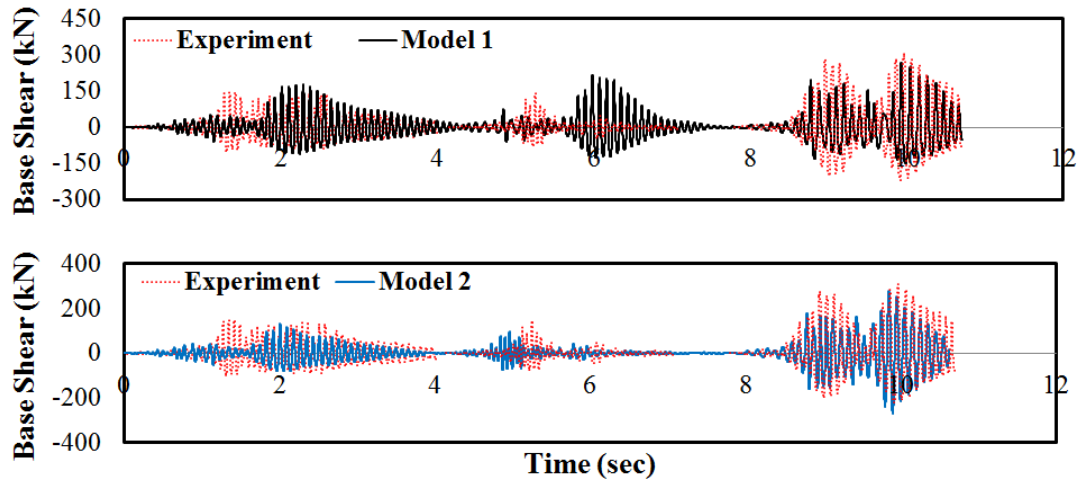 450
300
150
0
-150
-300
Base Shear (kN)
Experiment Model 1
0 2 4 6 8 10 12
400
200
0
-200
-400
Base Shear (kN)
Experiment Model 2
0 2 4 6 8 10 12
Time (sec)